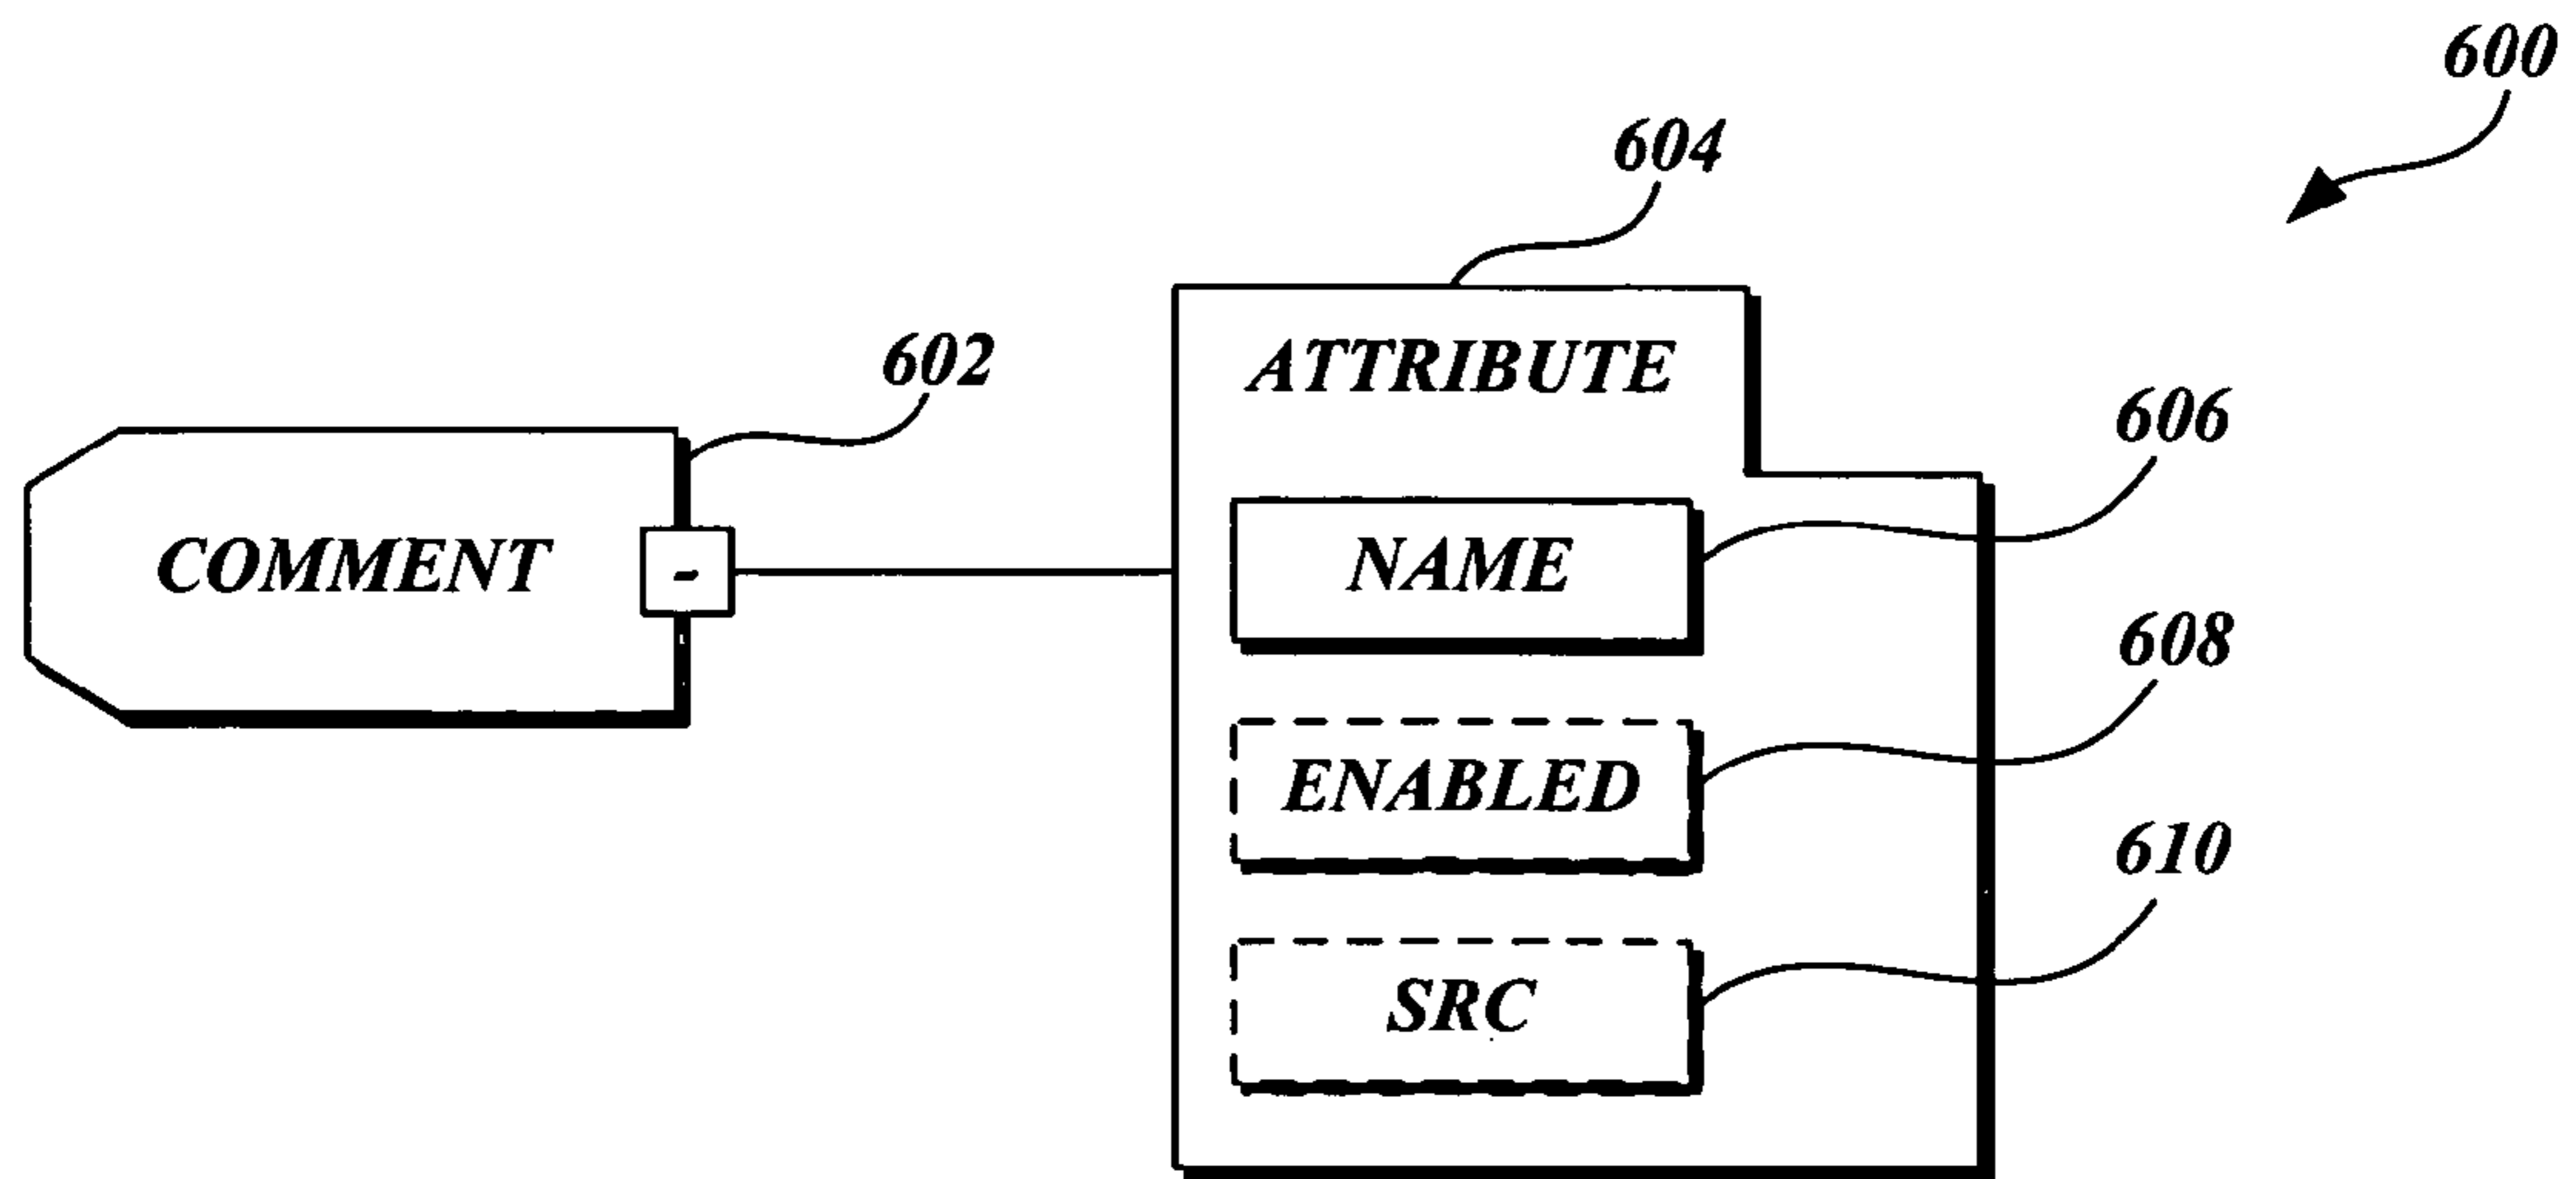 600
604
602
ATTRIBUTE
606
COMMENT
-
NAME
608
ENABLED
610
SRC